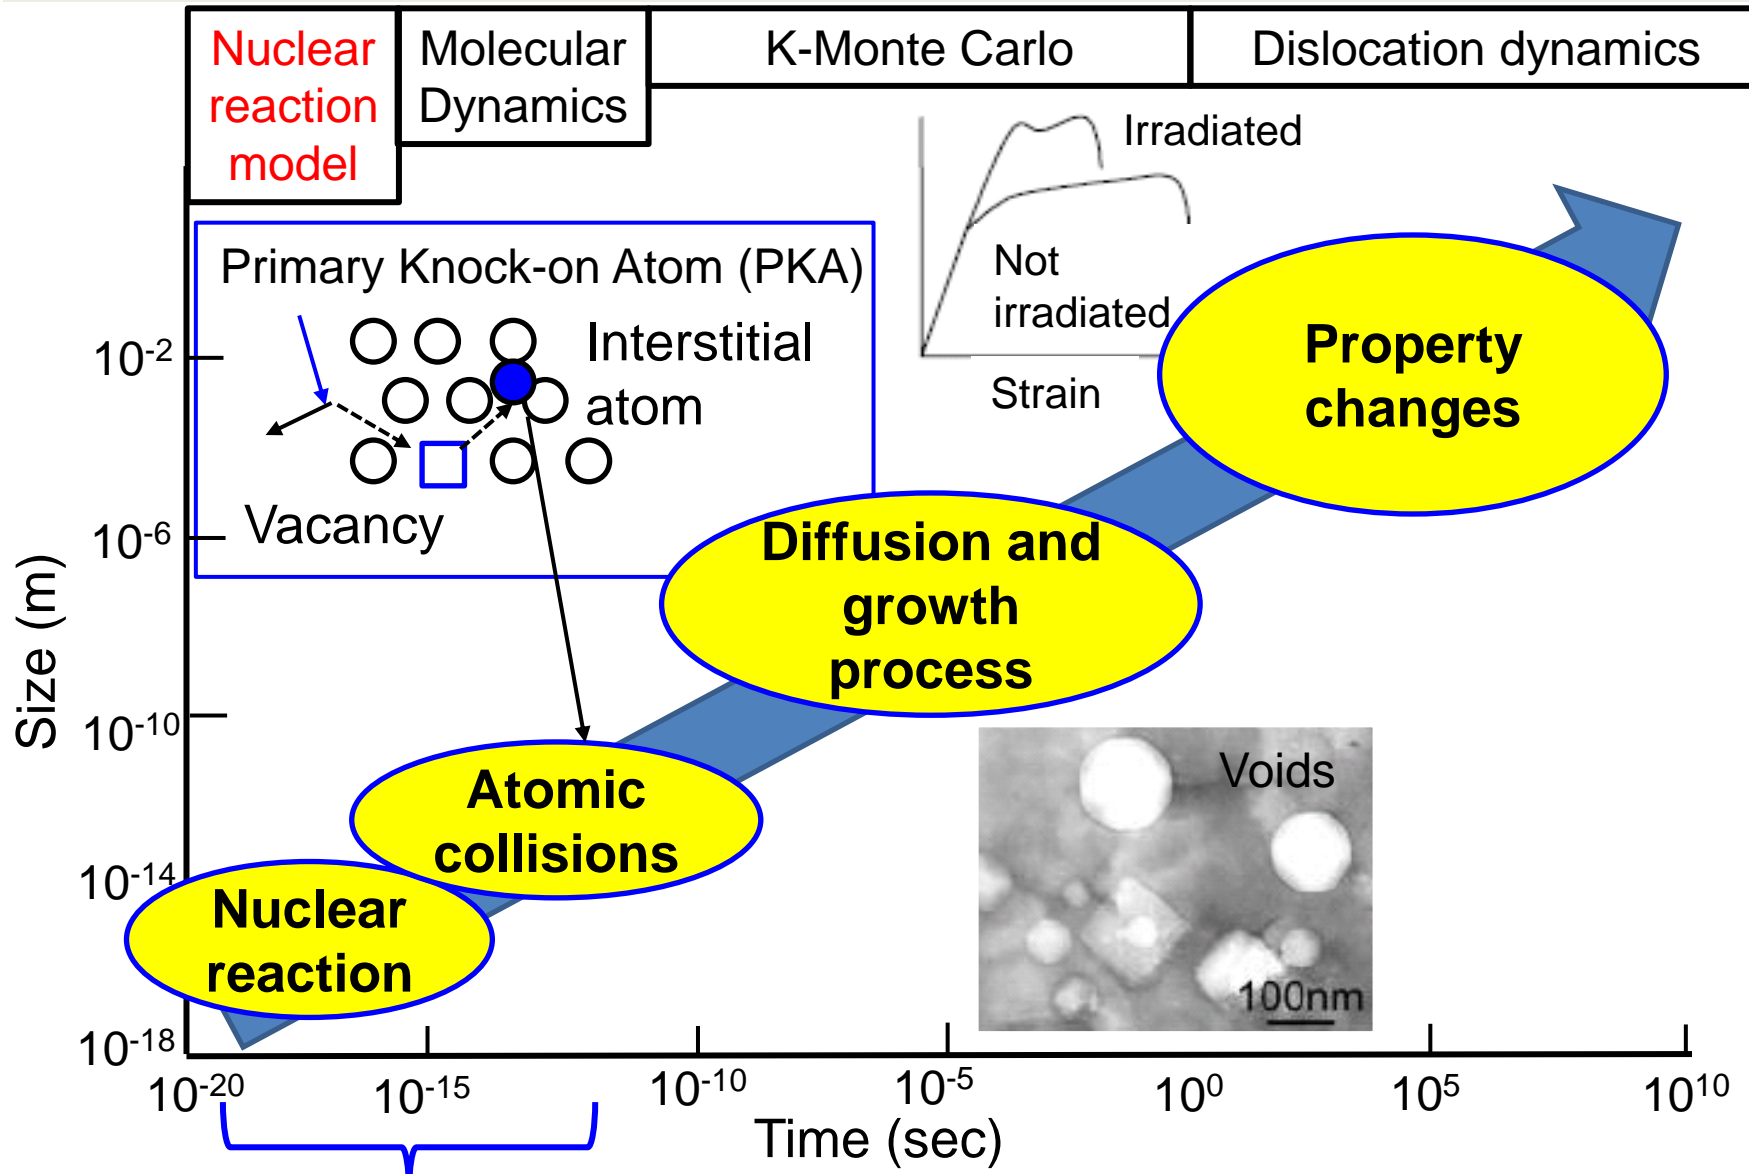 Nuclear
reaction
model
Molecular
Dynamics
K-Monte Carlo
Dislocation dynamics
Irradiated
Not
irradiated
Strain
Primary Knock-on Atom (PKA)
Interstitial
atom
Vacancy
Property
changes
Diffusion and
growth
process
Atomic
collisions
Nuclear
reaction
Voids
100nm
Size (m)
10-2
10-6
10-10
10-14
10-18
10-20
10-15
10-10
10-5
100
105
1010
Time (sec)